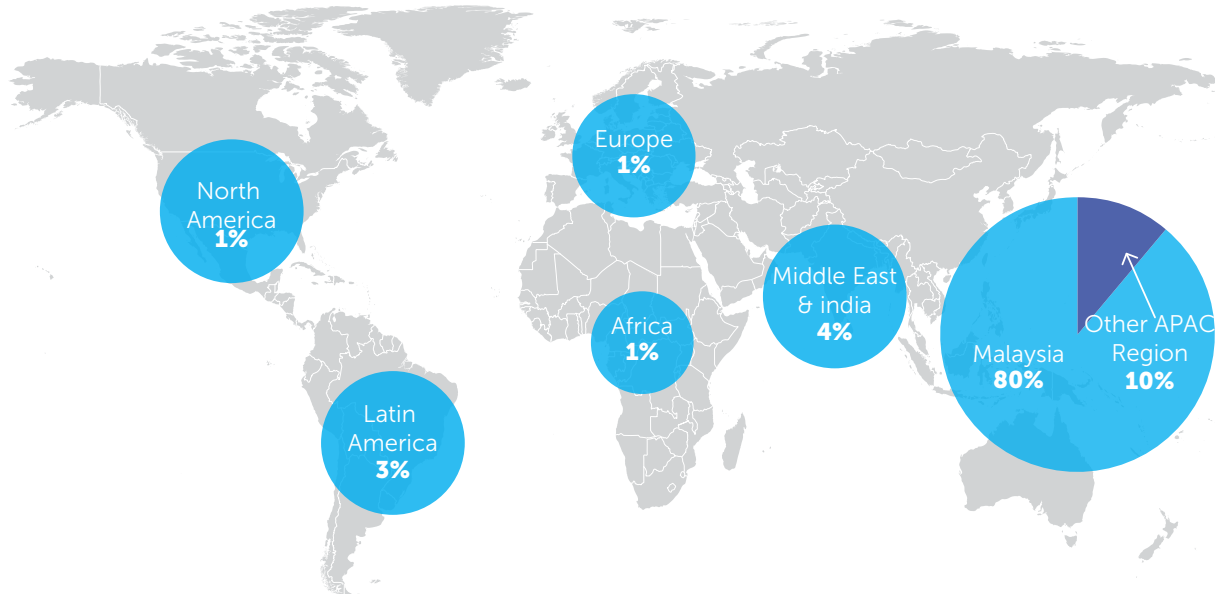 North
America
1%
Latin
America
3%
Europe
1%
Africa
1%
Middle East
& india
4%
Malaysia
80%
Other APAC
Region
10%